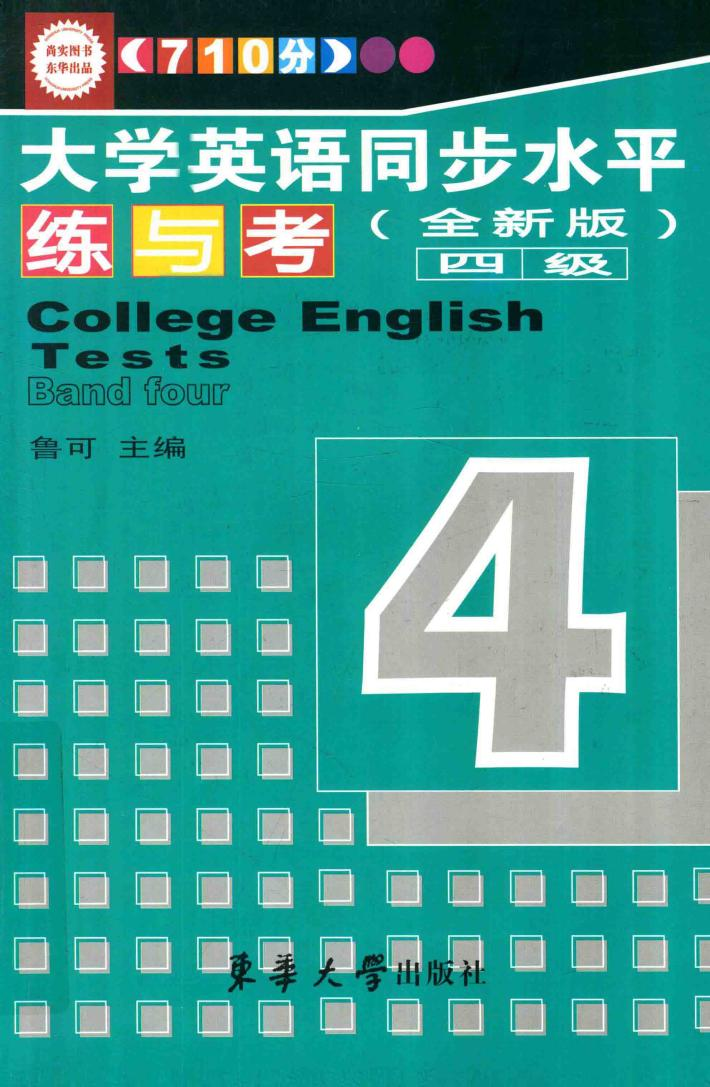 尚实图书
东华出品
《710分》
大学英语同步水平
练与考（全新版）
四级
College English
Tests
Band four
鲁可 主编
4
東華大學出版社